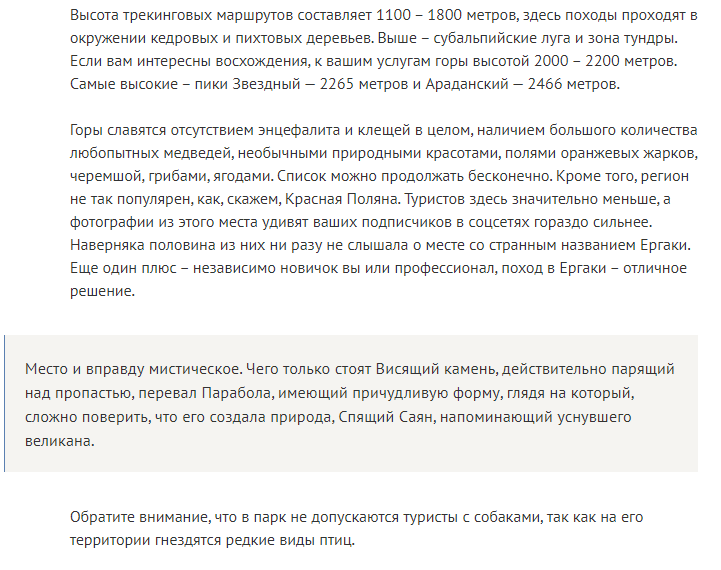 Высота трекинговых маршрутов составляет 1100 – 1800 метров, здесь походы проходят в
окружении кедровых и пихтовых деревьев. Выше – субальпийские луга и зона тундры.
Если вам интересны восхождения, к вашим услугам горы высотой 2000 – 2200 метров.
Самые высокие – пики Звездный — 2265 метров и Араданский — 2466 метров.
Горы славятся отсутствием энцефалита и клещей в целом, наличием большого количества
любопытных медведей, необычными природными красотами, полями оранжевых жарков,
черемшой, грибами, ягодами. Список можно продолжать бесконечно. Кроме того, регион
не так популярен, как, скажем, Красная Поляна. Туристов здесь значительно меньше, а
фотографии из этого места удивят ваших подписчиков в соцсетях гораздо сильнее.
Наверняка половина из них ни разу не слышала о месте со странным названием Ергаки.
Еще один плюс – независимо новичок вы или профессионал, поход в Ергаки – отличное
решение.
Место и вправду мистическое. Чего только стоят Висящий камень, действительно парящий
над пропастью, перевал Парабола, имеющий причудливую форму, глядя на который,
сложно поверить, что его создала природа, Спящий Саян, напоминающий уснувшего
великана.
Обратите внимание, что в парк не допускаются туристы с собаками, так как на его
территории гнездятся редкие виды птиц.